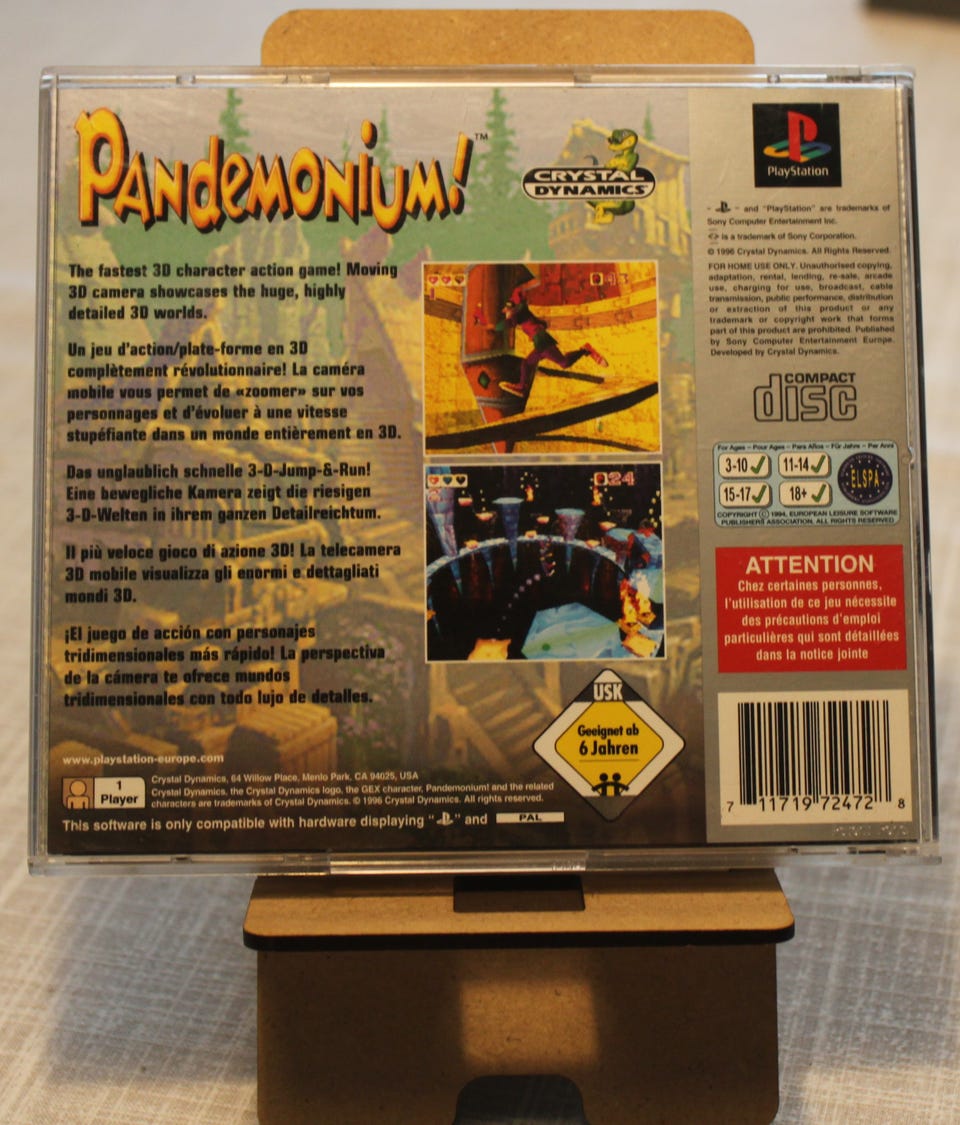 PANDEMONIUM!™
CRYSTAL
DYNAMICS
The fastest 3D character action game! Moving
3D camera showcases the huge, highly
detailed 3D worlds.
Un jeu d'action/plate-forme en 3D
complètement révolutionnaire! La caméra
mobile vous permet de «zoomer» sur vos
personnages et d'évoluer à une vitesse
stupéfiante dans un monde entièrement en 3D.
Das unglaublich schnelle 3-D-Jump-&-Run!
Eine bewegliche Kamera zeigt die riesigen
3-D-Welten in ihrem ganzen Detailreichtum.
Il più veloce gioco di azione 3D! La telecamera
3D mobile visualizza gli enormi e dettagliati
mondi 3D.
¡El juego de acción con personajes
tridimensionales más rápido! La perspectiva
de la cámera te ofrece mundos
tridimensionales con todo lujo de detalles.
24
USK
Geeignet ab
6 Jahren
www.playstation-europe.com
1
Player
Crystal Dynamics, 64 Willow Place, Menlo Park, CA 94025, USA
Crystal Dynamics, the Crystal Dynamics logo, the GEX character, Pandemonium! and the related
characters are trademarks of Crystal Dynamics. © 1996 Crystal Dynamics. All rights reserved.
This software is only compatible with hardware displaying " " and PAL
PlayStation
" " and "PlayStation" are trademarks of
Sony Computer Entertainment Inc.
is a trademark of Sony Corporation.
© 1996 Crystal Dynamics. All Rights Reserved.
FOR HOME USE ONLY. Unauthorised copying,
adaptation, rental, lending, re-sale, arcade
use, charging for use, broadcast, cable
transmission, public performance, distribution
or extraction of this product or any
trademark or copyright work that forms
part of this product are prohibited. Published
by Sony Computer Entertainment Europe.
Developed by Crystal Dynamics.
COMPACT
disc
For Ages – Pour Ages – Para Años – Für Jahre – Per Anni
3-10 ✓ 11-14 ✓
15-17 ✓ 18+ ✓
ELSPA
COPYRIGHT © 1994, EUROPEAN LEISURE SOFTWARE
PUBLISHERS ASSOCIATION, ALL RIGHTS RESERVED
ATTENTION
Chez certaines personnes,
l'utilisation de ce jeu nécessite
des précautions d'emploi
particulières qui sont détaillées
dans la notice jointe
7 11719 72472 8